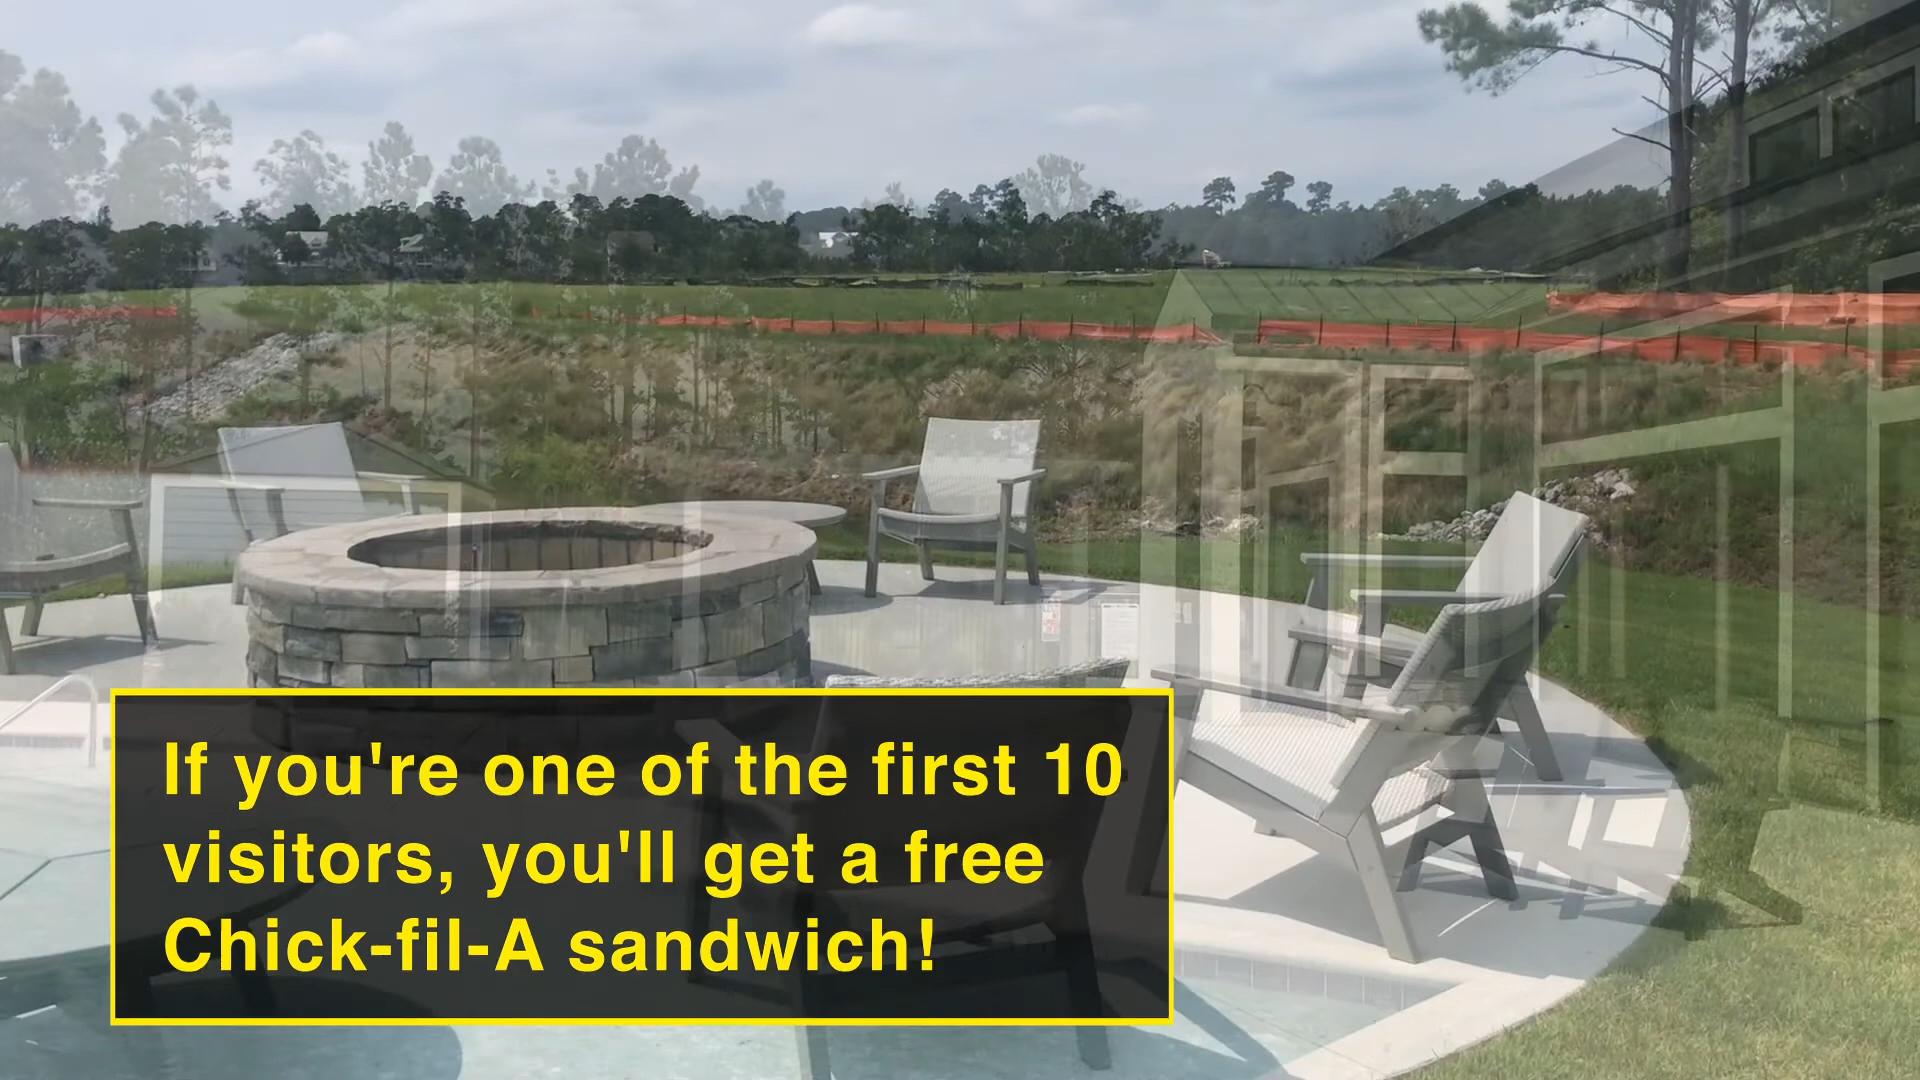 If you're one of the first 10
visitors, you'll get a free
Chick-fil-A sandwich!